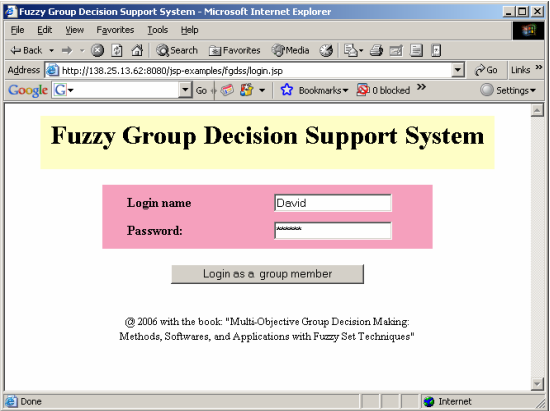 Fuzzy Group Decision Support System - Microsoft Internet Explorer
File Edit View Favorites Tools Help
Back Search Favorites Media
Address http://138.25.13.62:8080/jsp-examples/fgdss/login.jsp Go Links »
Google G Go Bookmarks 0 blocked » Settings
Fuzzy Group Decision Support System
Login name David
Password: ******
Login as a group member
@ 2006 with the book: "Multi-Objective Group Decision Making:
Methods, Softwares, and Applications with Fuzzy Set Techniques"
Done Internet